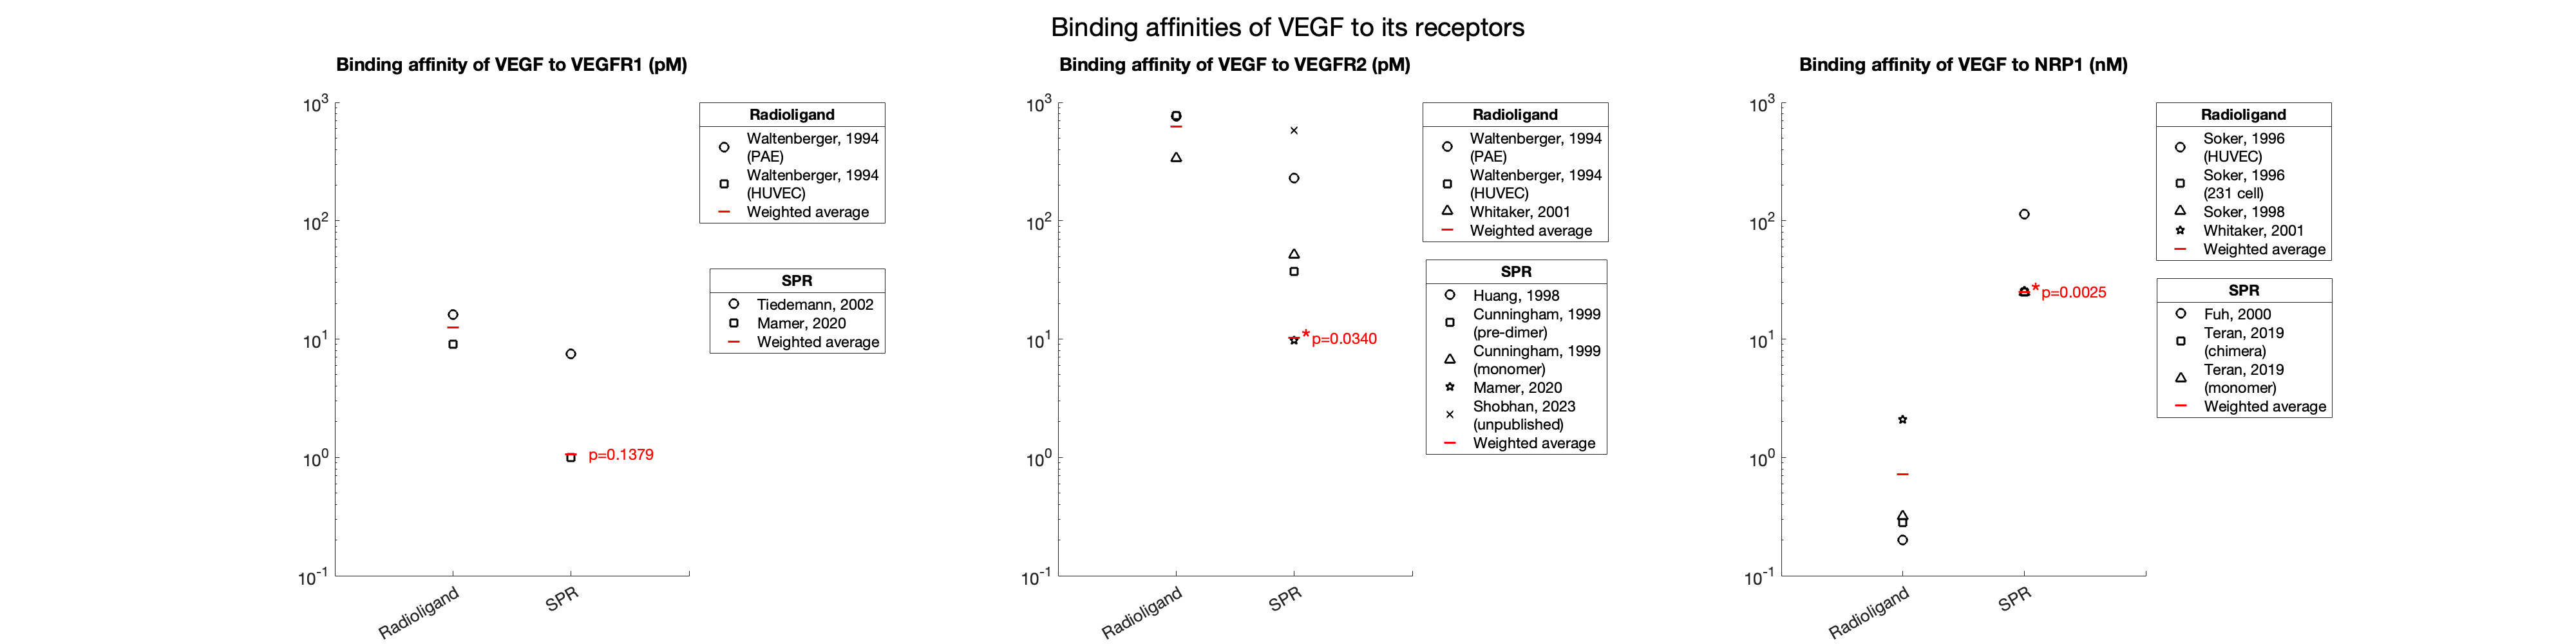 Binding affinities of VEGF to its receptors
Binding affinity of VEGF to VEGFR1 (pM)
10^3
10^2
10^1
10^0
10^-1
Radioligand
SPR
p=0.1379
Radioligand
Waltenberger, 1994
(PAE)
Waltenberger, 1994
(HUVEC)
Weighted average
SPR
Tiedemann, 2002
Mamer, 2020
Weighted average
Binding affinity of VEGF to VEGFR2 (pM)
10^3
10^2
10^1
10^0
10^-1
Radioligand
SPR
*p=0.0340
Radioligand
Waltenberger, 1994
(PAE)
Waltenberger, 1994
(HUVEC)
Whitaker, 2001
Weighted average
SPR
Huang, 1998
Cunningham, 1999
(pre-dimer)
Cunningham, 1999
(monomer)
Mamer, 2020
Shobhan, 2023
(unpublished)
Weighted average
Binding affinity of VEGF to NRP1 (nM)
10^3
10^2
10^1
10^0
10^-1
Radioligand
SPR
*p=0.0025
Radioligand
Soker, 1996
(HUVEC)
Soker, 1996
(231 cell)
Soker, 1998
Whitaker, 2001
Weighted average
SPR
Fuh, 2000
Teran, 2019
(chimera)
Teran, 2019
(monomer)
Weighted average